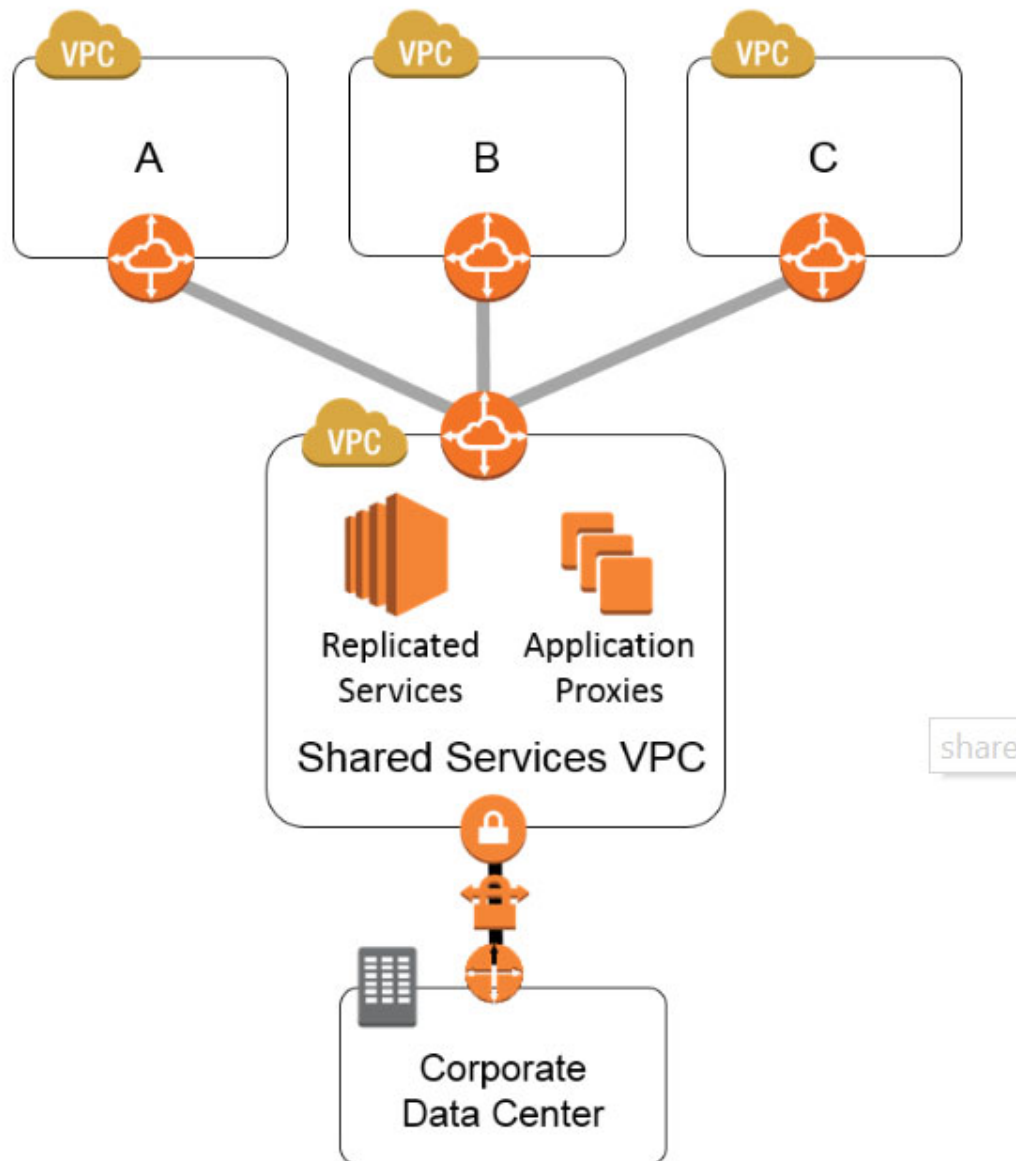 VPC
VPC
VPC
A
B
C
VPC
Replicated
Services
Application
Proxies
Shared Services VPC
share
Corporate
Data Center